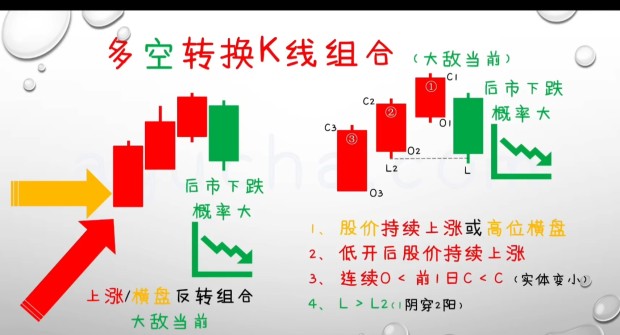 多空转换K线组合（大敌当前）
后市下跌
概率大
上涨/横盘反转组合
大敌当前
C1
①
C2
②
O1
C3
③
O2
L2
L
O3
后市下跌
概率大
1、股价持续上涨或高位横盘
2、低开后股价持续上涨
3、连续O < 前1日C < C（实体变小）
4、L > L2（1阴穿2阳）